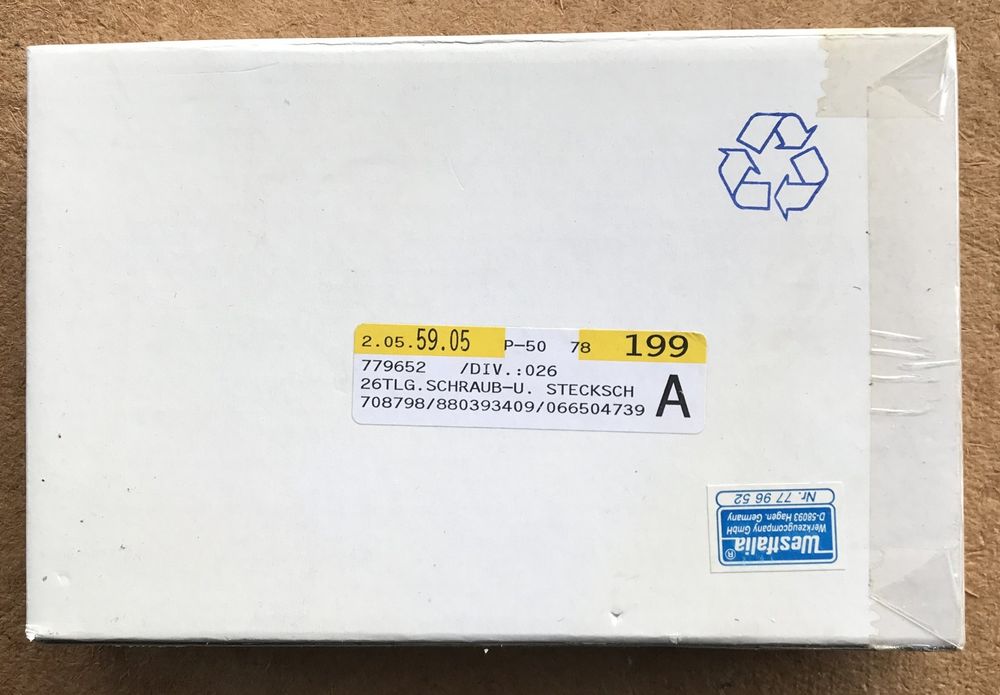 2.05.59.05 P-50 78 199
779652 /DIV.:026
26TLG.SCHRAUB-U. STECKSCH
708798/880393409/066504739 A
Westfalia®
Werkzeugcompany GmbH
D-58093 Hagen, Germany
Nr. 77 96 52